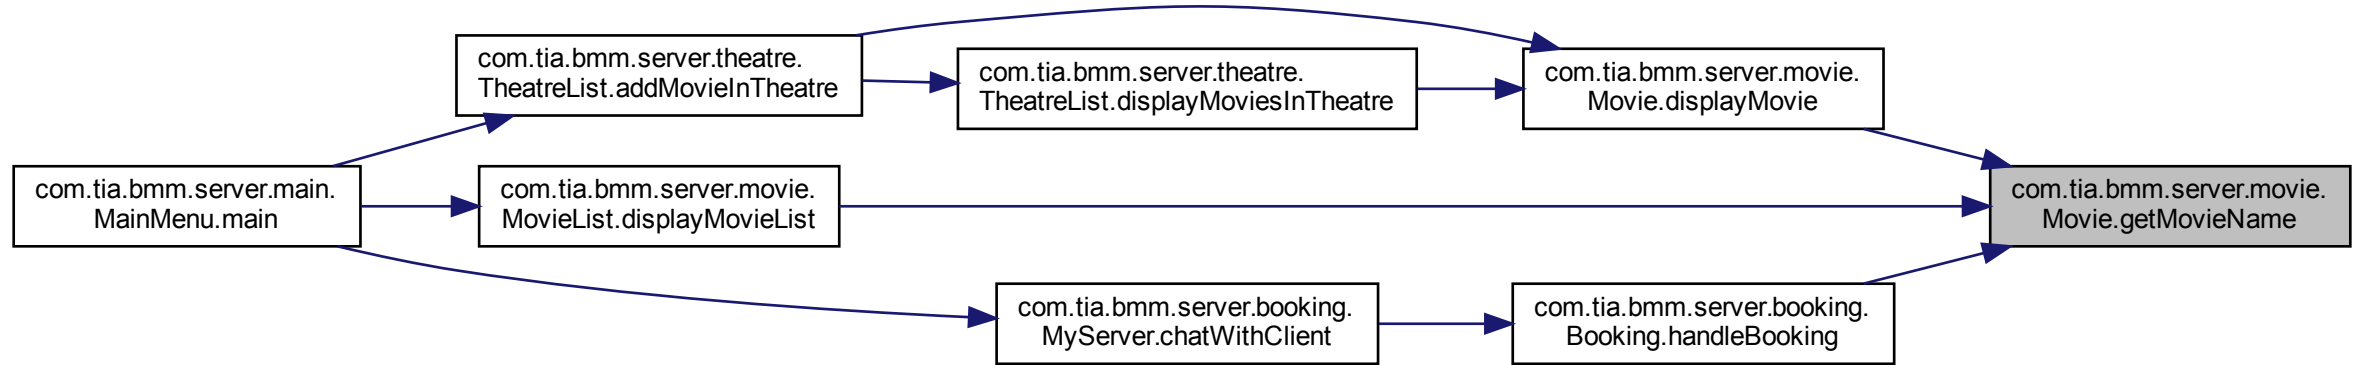 com.tia.bmm.server.theatre.
TheatreList.addMovieInTheatre
com.tia.bmm.server.theatre.
TheatreList.displayMoviesInTheatre
com.tia.bmm.server.movie.
Movie.displayMovie
com.tia.bmm.server.main.
MainMenu.main
com.tia.bmm.server.movie.
MovieList.displayMovieList
com.tia.bmm.server.movie.
Movie.getMovieName
com.tia.bmm.server.booking.
MyServer.chatWithClient
com.tia.bmm.server.booking.
Booking.handleBooking